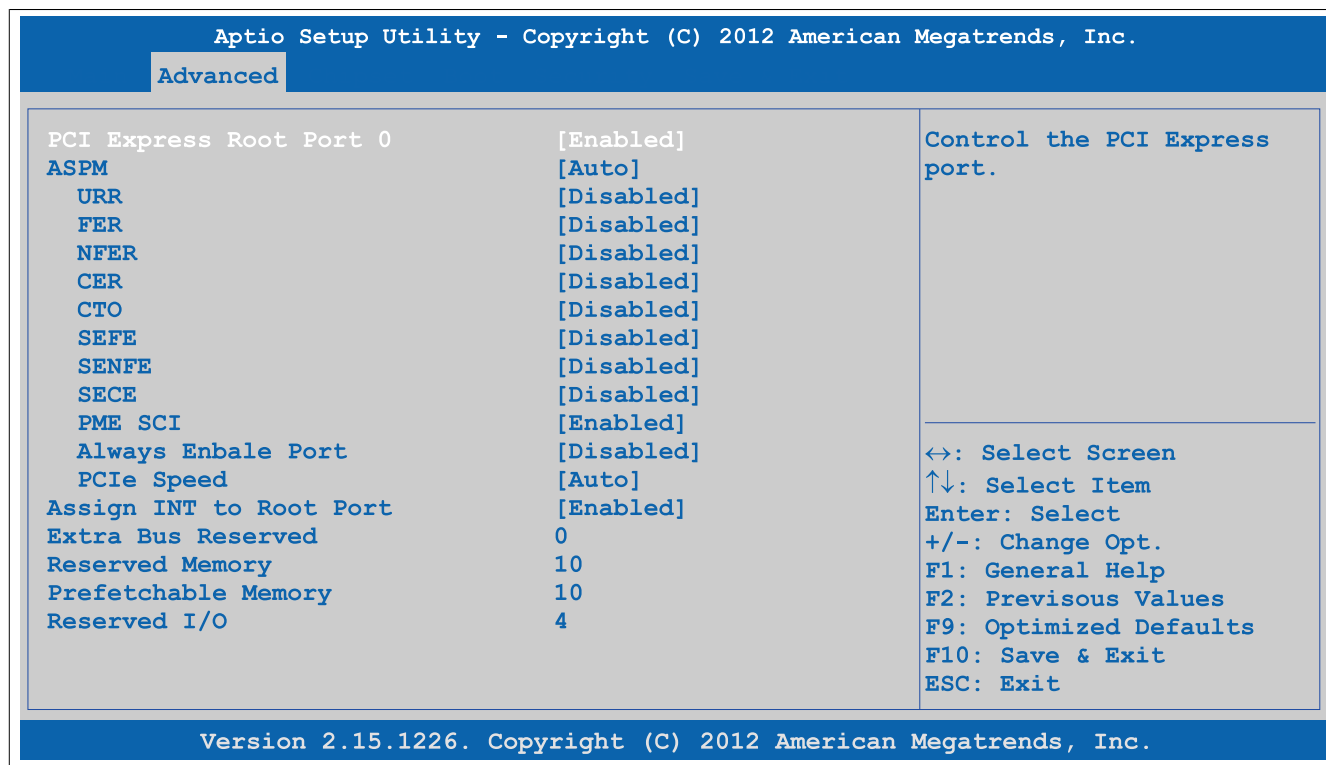 Aptio Setup Utility - Copyright (C) 2012 American Megatrends, Inc.
Advanced
PCI Express Root Port 0 [Enabled]
ASPM [Auto]
URR [Disabled]
FER [Disabled]
NFER [Disabled]
CER [Disabled]
CTO [Disabled]
SEFE [Disabled]
SENFE [Disabled]
SECE [Disabled]
PME SCI [Enabled]
Always Enbale Port [Disabled]
PCIe Speed [Auto]
Assign INT to Root Port [Enabled]
Extra Bus Reserved 0
Reserved Memory 10
Prefetchable Memory 10
Reserved I/O 4
Control the PCI Express
port.
↔: Select Screen
↑↓: Select Item
Enter: Select
+/-: Change Opt.
F1: General Help
F2: Previsous Values
F9: Optimized Defaults
F10: Save & Exit
ESC: Exit
Version 2.15.1226. Copyright (C) 2012 American Megatrends, Inc.